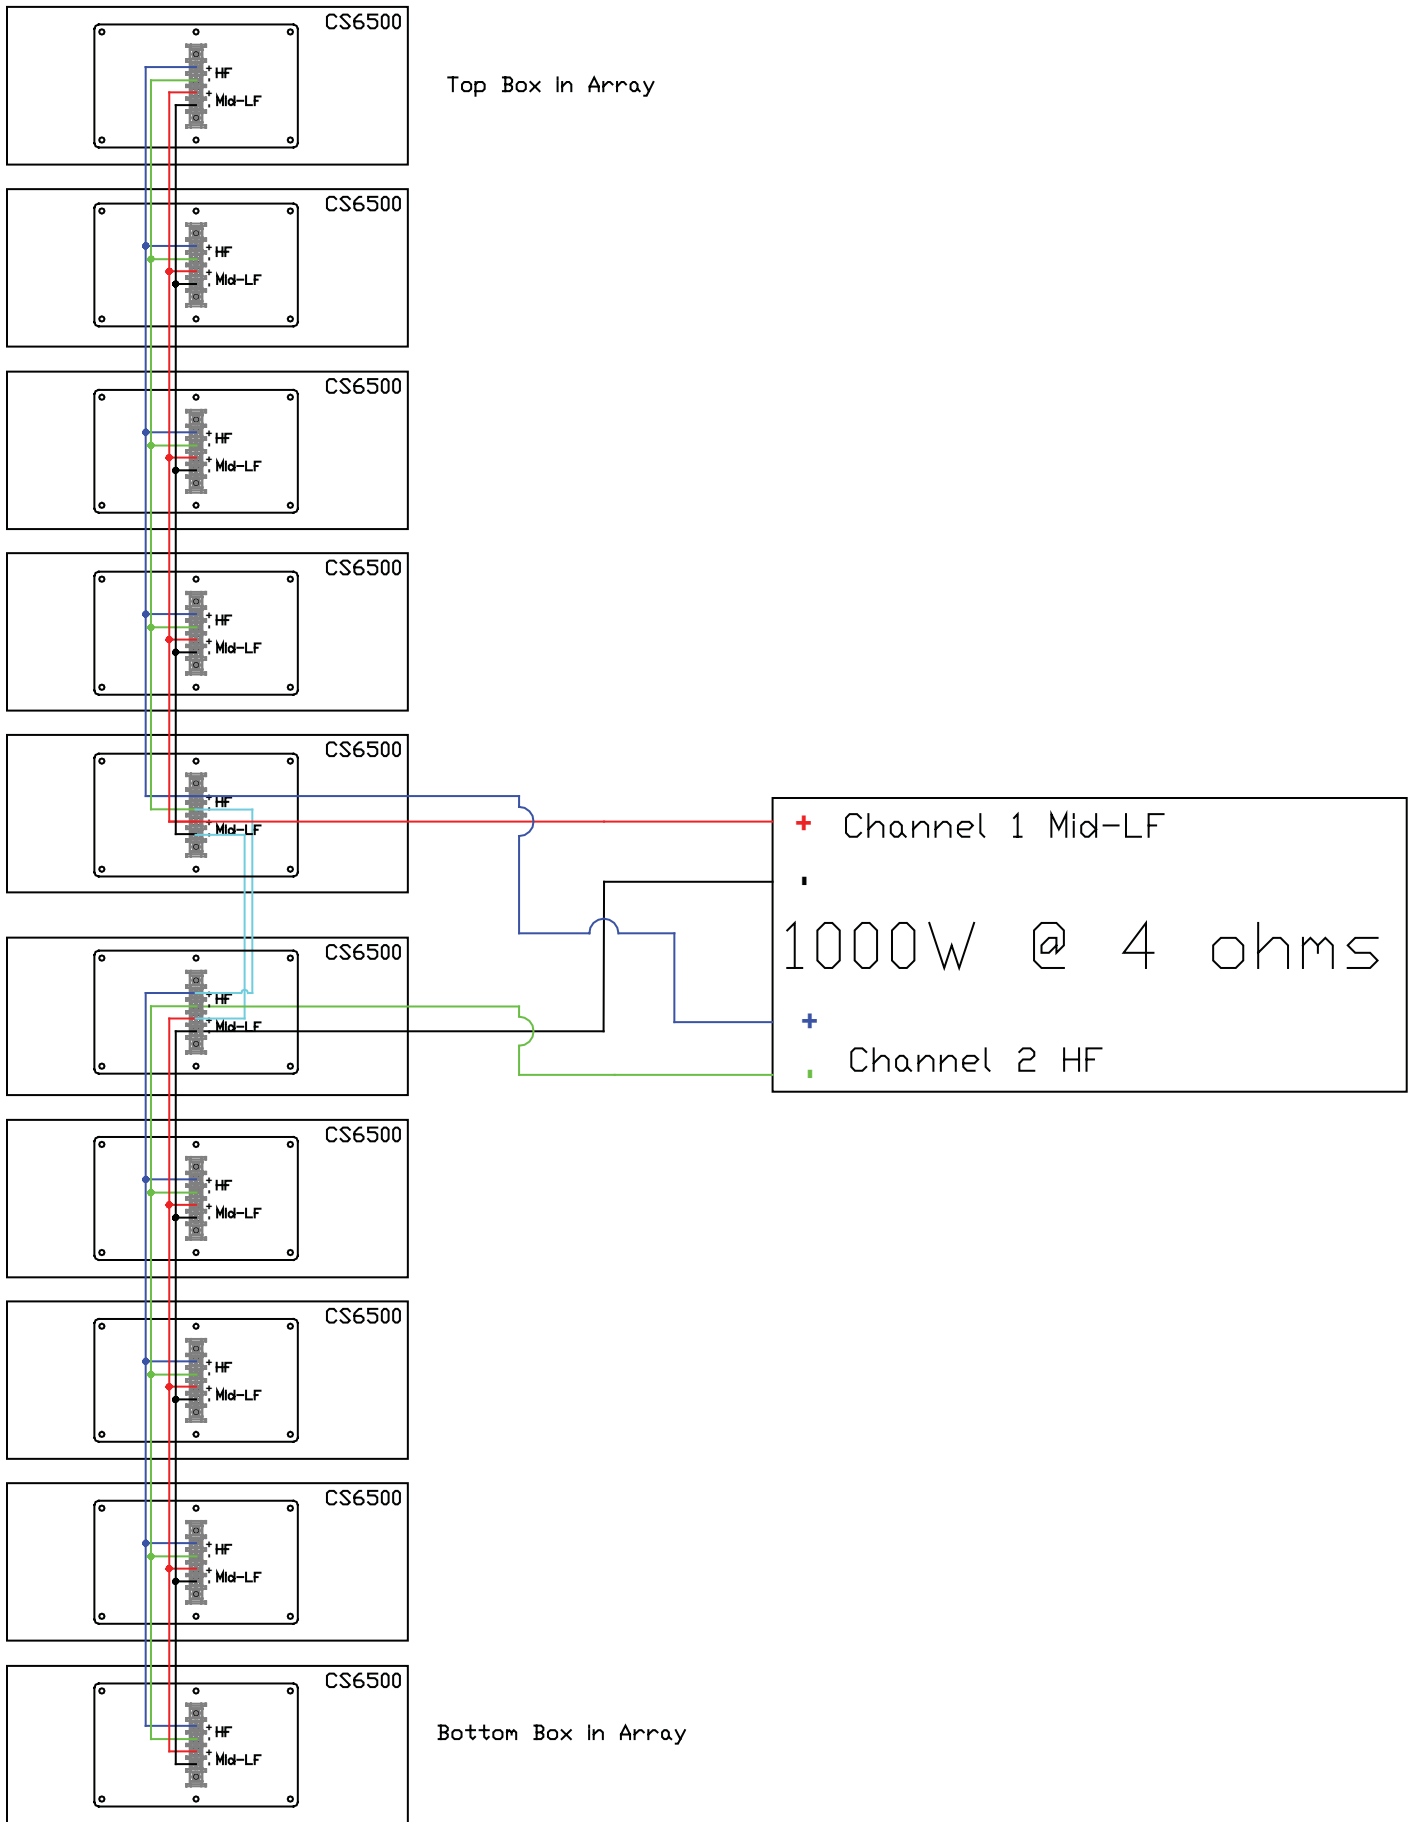 CS6500
+ HF
-
+ Mid-LF
-
Top Box In Array
CS6500
+ HF
-
+ Mid-LF
-
CS6500
+ HF
-
+ Mid-LF
-
CS6500
+ HF
-
+ Mid-LF
-
CS6500
+ HF
-
+ Mid-LF
-
+ Channel 1 Mid-LF
-
1000W @ 4 ohms
+
- Channel 2 HF
CS6500
+ HF
-
+ Mid-LF
-
CS6500
+ HF
-
+ Mid-LF
-
CS6500
+ HF
-
+ Mid-LF
-
CS6500
+ HF
-
+ Mid-LF
-
CS6500
+ HF
-
+ Mid-LF
-
Bottom Box In Array